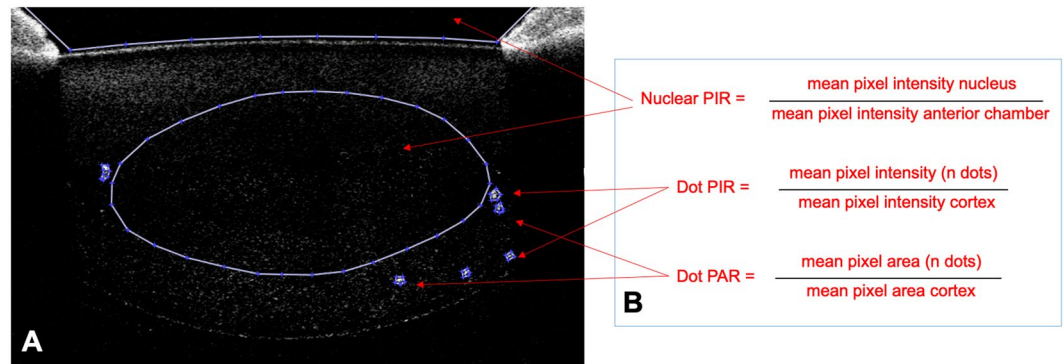 A
Nuclear PIR =
mean pixel intensity nucleus
mean pixel intensity anterior chamber
Dot PIR =
mean pixel intensity (n dots)
mean pixel intensity cortex
Dot PAR =
mean pixel area (n dots)
mean pixel area cortex
B